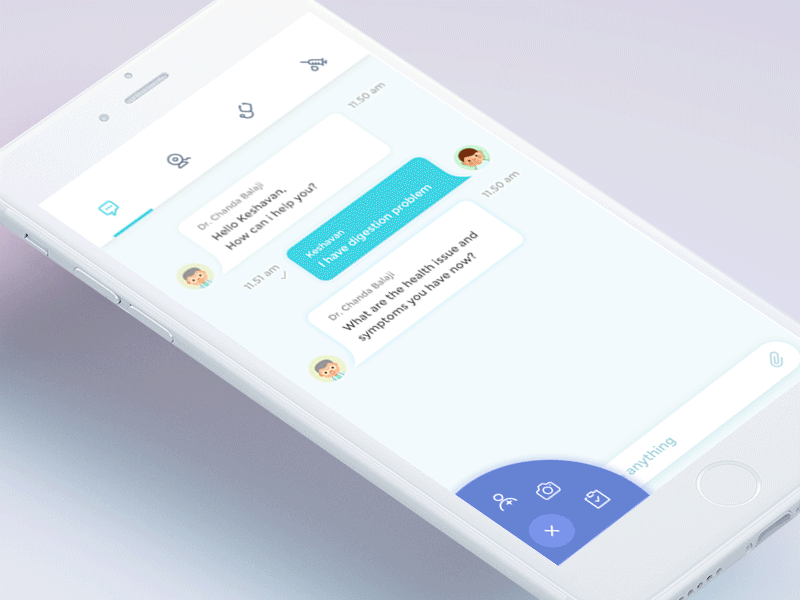 11.50 am
Dr. Chanda Balaji
Hello Keshavan,
How can i help you?
Keshavan
I have digestion problem
11.51 am
11.50 am
Dr. Chanda Balaji
What are the health issue and
symptoms you have now?
anything